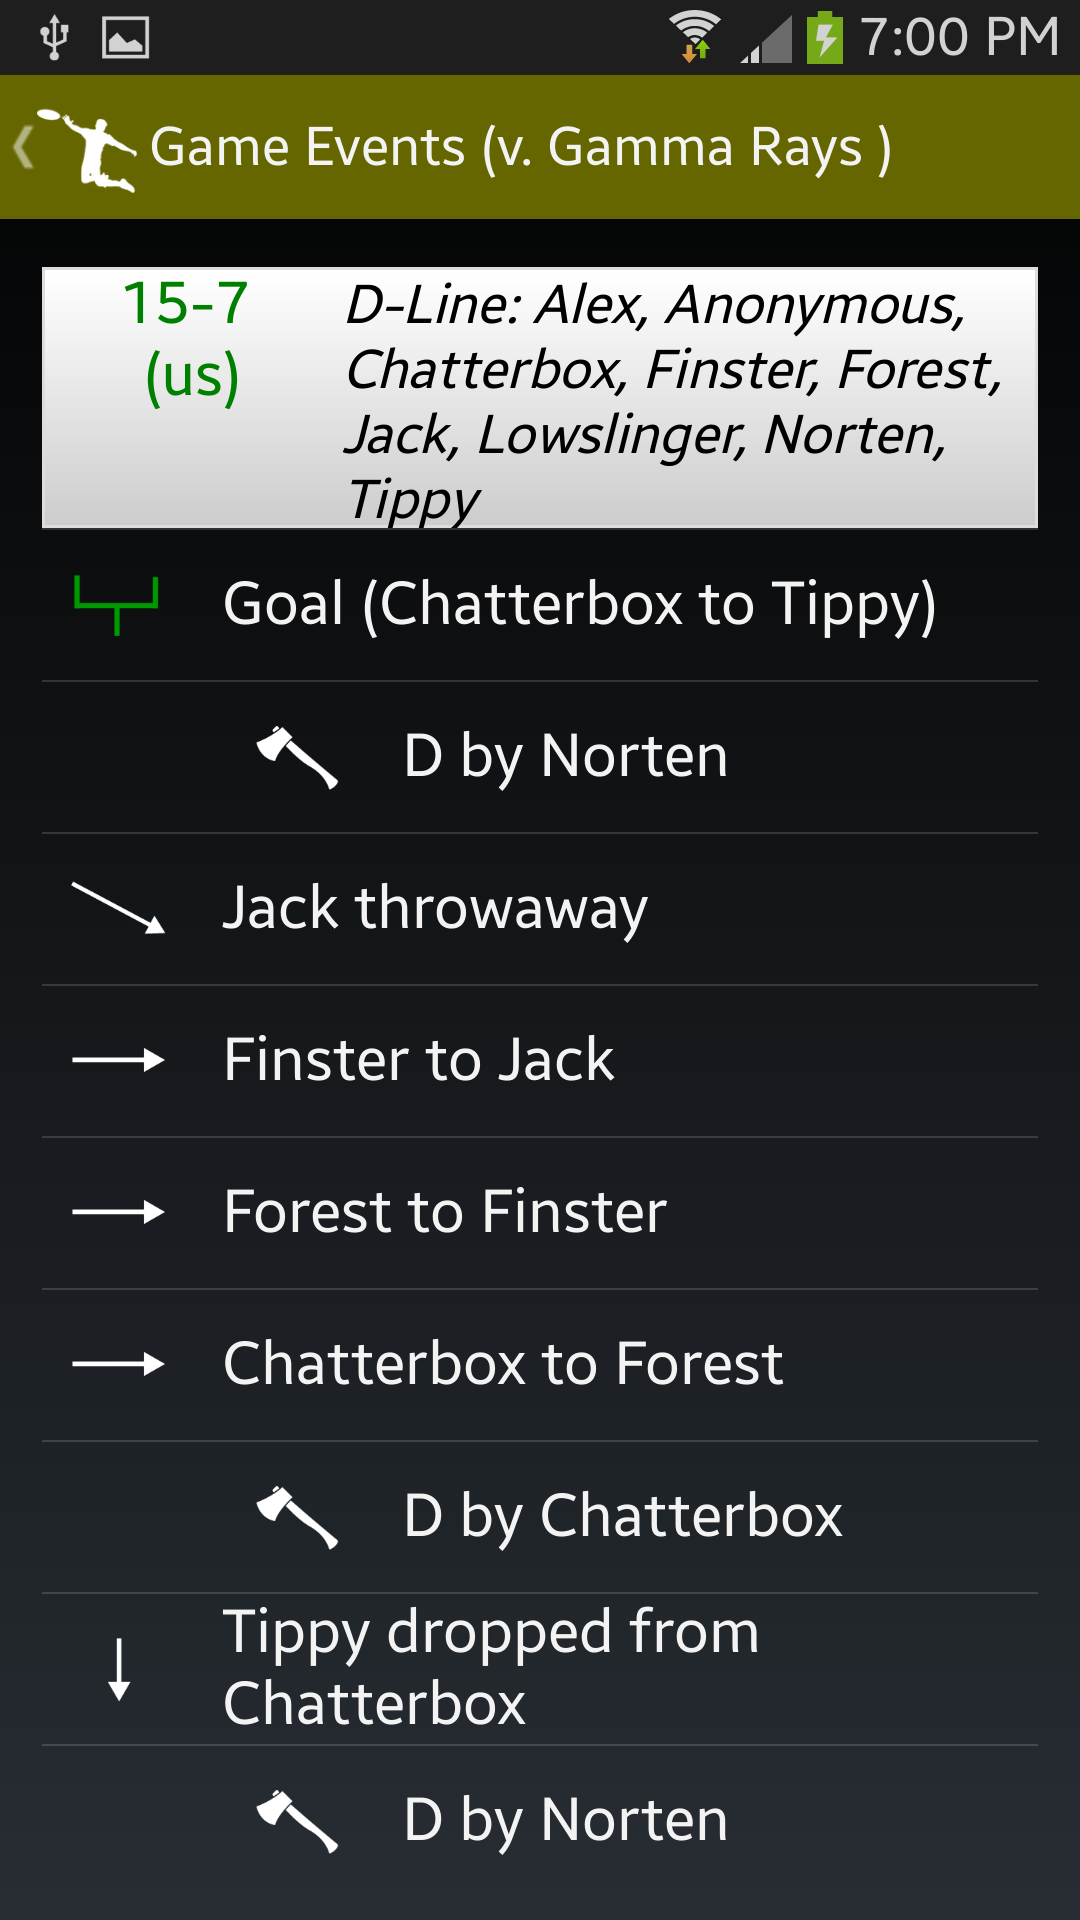 7:00 PM
Game Events (v. Gamma Rays )
15-7
(us)
D-Line: Alex, Anonymous,
Chatterbox, Finster, Forest,
Jack, Lowslinger, Norten,
Tippy
Goal (Chatterbox to Tippy)
D by Norten
Jack throwaway
Finster to Jack
Forest to Finster
Chatterbox to Forest
D by Chatterbox
Tippy dropped from
Chatterbox
D by Norten